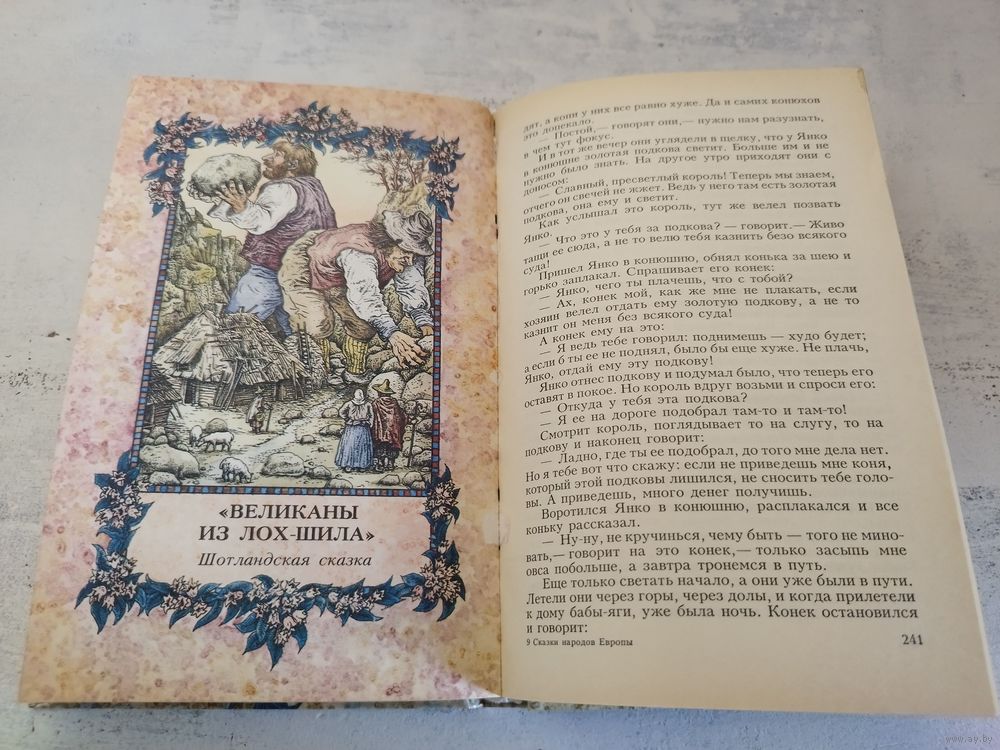 «ВЕЛИКАНЫ
ИЗ ЛОХ-ШИЛА»
Шотландская сказка
дят, а кони у них все равно хуже. Да и самих конюхов
это допекало.
— Постой,— говорят они,— нужно нам разузнать,
в чем тут фокус.
И в тот же вечер они углядели в щелку, что у Янко
в конюшне золотая подкова светит. Больше им и не
нужно было знать. На другое утро приходят они с
доносом:
— Славный, пресветлый король! Теперь мы знаем,
отчего он свечей не жжет. Ведь у него там есть золотая
подкова, она ему и светит.
Как услышал это король, тут же велел позвать
Янко.
— Что это у тебя за подкова? — говорит.— Живо
тащи ее сюда, а не то велю тебя казнить безо всякого
суда!
Пришел Янко в конюшню, обнял конька за шею и
горько заплакал. Спрашивает его конек:
— Янко, чего ты плачешь, что с тобой?
— Ах, конек мой, как же мне не плакать, если
хозяин велел отдать ему золотую подкову, а не то
казнит он меня без всякого суда!
А конек ему на это:
— Я ведь тебе говорил: поднимешь — худо будет;
а если б ты ее не поднял, было бы еще хуже. Не плачь,
Янко, отдай ему эту подкову!
Янко отнес подкову и подумал было, что теперь его
оставят в покое. Но король вдруг возьми и спроси его:
— Откуда у тебя эта подкова?
— Я ее на дороге подобрал там-то и там-то!
Смотрит король, поглядывает то на слугу, то на
подкову и наконец говорит:
— Ладно, где ты ее подобрал, до того мне дела нет.
Но я тебе вот что скажу: если не приведешь мне коня,
который этой подковы лишился, не сносить тебе голо-
вы. А приведешь, много денег получишь.
Воротился Янко в конюшню, расплакался и все
коньку рассказал.
— Ну-ну, не кручинься, чему быть — того не мино-
вать,— говорит на это конек,— только засыпь мне
овса побольше, а завтра тронемся в путь.
Еще только светать начало, а они уже были в пути.
Летели они через горы, через долы, и когда прилетели
к дому бабы-яги, уже была ночь. Конек остановился
и говорит:
9 Сказки народов Европы
241
www.ay.by